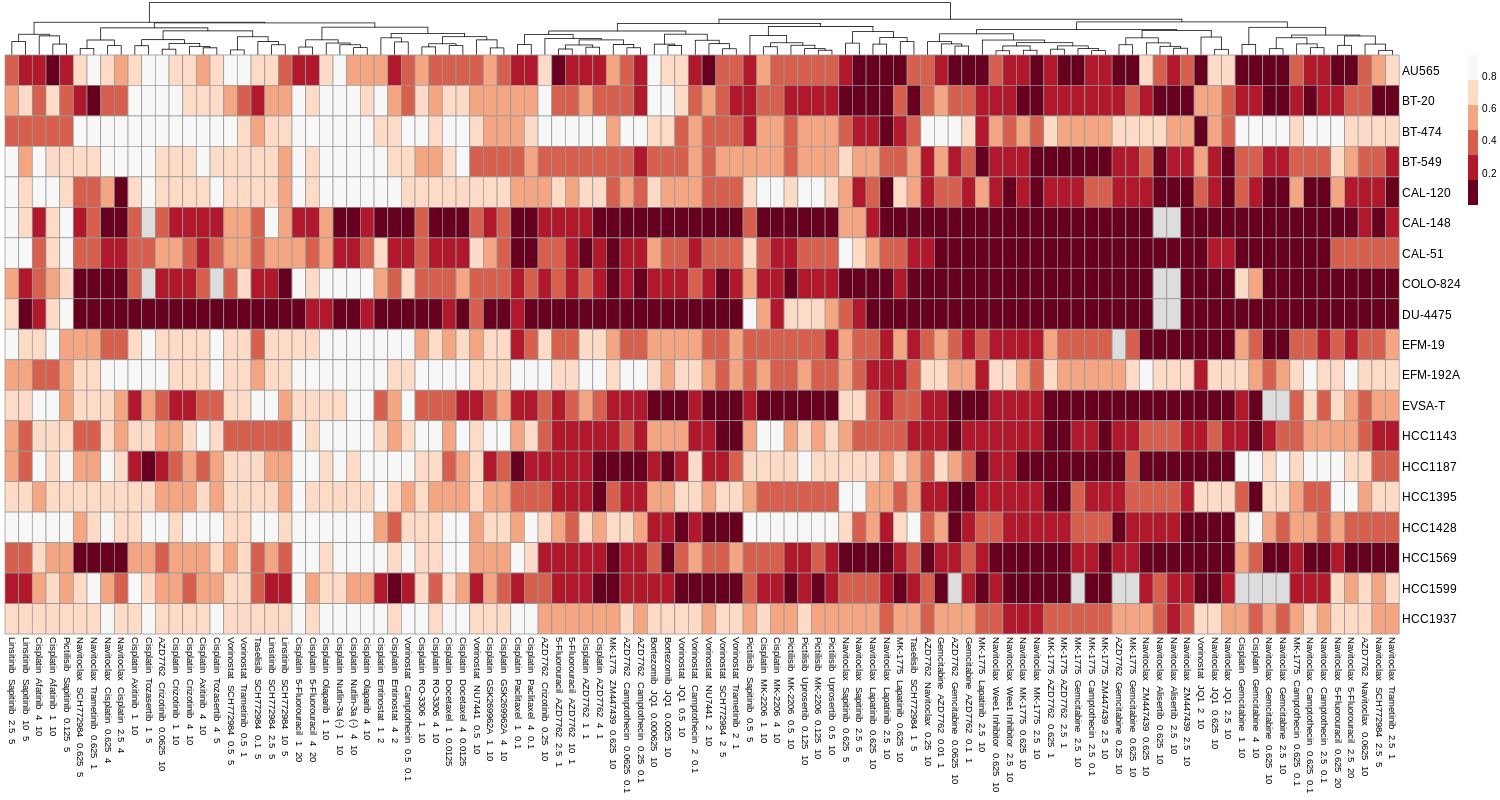 AU565
BT-20
BT-474
BT-549
CAL-120
CAL-148
CAL-51
COLO-824
DU-4475
EFM-19
EFM-192A
EVSA-T
HCC1143
HCC1187
HCC1395
HCC1428
HCC1569
HCC1599
HCC1937
0.8
0.6
0.4
0.2
Linsitinib Sapitinib 2.5 5
Linsitinib Sapitinib 10 5
Cisplatin Afatinib 4 10
Cisplatin Afatinib 1 10
Pictilisib Sapitinib 0.125 5
Navitoclax SCH772984 0.625 5
Navitoclax Trametinib 0.625 1
Navitoclax Cisplatin 0.625 4
Navitoclax Cisplatin 2.5 4
Cisplatin Axitinib 1 10
Cisplatin Tozasertib 1 5
AZD7762 Crizotinib 0.0625 10
Cisplatin Crizotinib 1 10
Cisplatin Crizotinib 4 10
Cisplatin Axitinib 4 10
Cisplatin Tozasertib 4 5
Vorinostat SCH772984 0.5 5
Vorinostat Trametinib 0.5 1
Taselisib SCH772984 0.1 5
Linsitinib SCH772984 2.5 5
Linsitinib SCH772984 10 5
Cisplatin 5-Fluorouracil 1 20
Cisplatin 5-Fluorouracil 4 20
Cisplatin Olaparib 1 10
Cisplatin Nutlin-3a (-) 1 10
Cisplatin Nutlin-3a (-) 4 10
Cisplatin Olaparib 4 10
Cisplatin Entinostat 1 2
Cisplatin Entinostat 4 2
Vorinostat Camptothecin 0.5 0.1
Cisplatin RO-3306 1 10
Cisplatin RO-3306 4 10
Cisplatin Docetaxel 1 0.0125
Cisplatin Docetaxel 4 0.0125
Vorinostat NU7441 0.5 10
Cisplatin GSK269962A 1 10
Cisplatin GSK269962A 4 10
Cisplatin Paclitaxel 1 0.1
Cisplatin Paclitaxel 4 0.1
AZD7762 Crizotinib 0.25 10
5-Fluorouracil AZD7762 2.5 1
5-Fluorouracil AZD7762 10 1
Cisplatin AZD7762 1 1
Cisplatin AZD7762 4 1
MK-1775 Sapitinib 0.625 10
AZD7762 Camptothecin 0.0625 0.1
AZD7762 Camptothecin 0.25 0.1
Bortezomib JQ1 0.000625 10
Bortezomib JQ1 0.0025 10
Vorinostat JQ1 0.5 10
Vorinostat Camptothecin 2 0.1
Vorinostat NU7441 2 10
Vorinostat SCH772984 2 5
Vorinostat Trametinib 2 1
Pictilisib Sapitinib 0.5 5
Cisplatin MK-2206 1 10
Cisplatin MK-2206 4 10
Pictilisib MK-2206 0.5 10
Pictilisib Uprosertib 0.125 10
Pictilisib MK-2206 0.125 10
Pictilisib Uprosertib 0.5 10
Navitoclax Sapitinib 0.625 5
Navitoclax Sapitinib 2.5 5
Navitoclax Lapatinib 0.625 10
Navitoclax Lapatinib 2.5 10
MK-1775 Lapatinib 0.625 10
Taselisib SCH772984 1 5
AZD7762 Navitoclax 0.25 10
Gemcitabine AZD7762 0.01 1
AZD7762 Gemcitabine 0.0625 10
Gemcitabine AZD7762 0.1 1
MK-1775 Lapatinib 2.5 10
Navitoclax Wee1 Inhibitor 0.625 10
Navitoclax Wee1 Inhibitor 2.5 10
Navitoclax MK-1775 0.625 10
Navitoclax MK-1775 2.5 10
MK-1775 AZD7762 0.625 1
MK-1775 AZD7762 2.5 1
MK-1775 Gemcitabine 2.5 10
MK-1775 Camptothecin 2.5 0.1
MK-1775 ZM447439 2.5 10
AZD7762 Gemcitabine 0.25 10
MK-1775 Gemcitabine 0.625 10
Navitoclax ZM447439 0.625 10
Navitoclax Alisertib 0.625 10
Navitoclax Alisertib 2.5 10
Navitoclax ZM447439 2.5 10
Vorinostat JQ1 2 10
Navitoclax JQ1 0.625 10
Navitoclax JQ1 2.5 10
Cisplatin Gemcitabine 1 10
Cisplatin Gemcitabine 4 10
Navitoclax Gemcitabine 0.625 10
Navitoclax Gemcitabine 2.5 10
MK-1775 Camptothecin 0.625 0.1
Navitoclax Camptothecin 0.625 0.1
Navitoclax Camptothecin 2.5 0.1
Navitoclax 5-Fluorouracil 0.625 20
Navitoclax 5-Fluorouracil 2.5 20
AZD7762 Navitoclax 0.0625 10
Navitoclax SCH772984 2.5 5
Navitoclax Trametinib 2.5 1